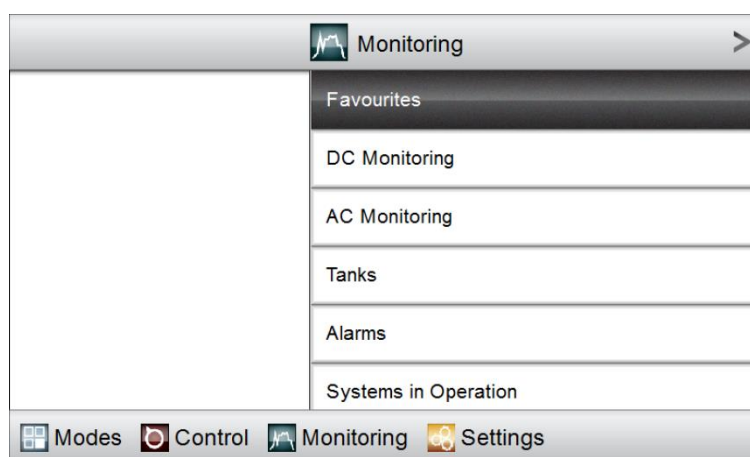 Monitoring >
Favourites
DC Monitoring
AC Monitoring
Tanks
Alarms
Systems in Operation
Modes Control Monitoring Settings